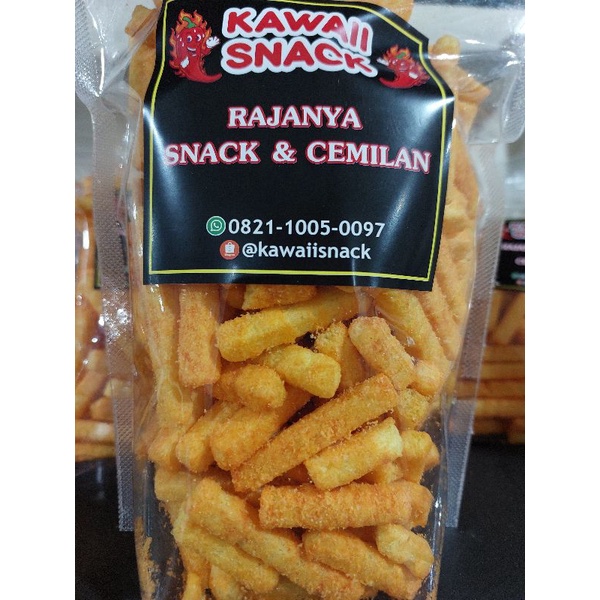 KAWAII
SNACK
RAJANYA
SNACK & CEMILAN
0821-1005-0097
@kawaiisnack